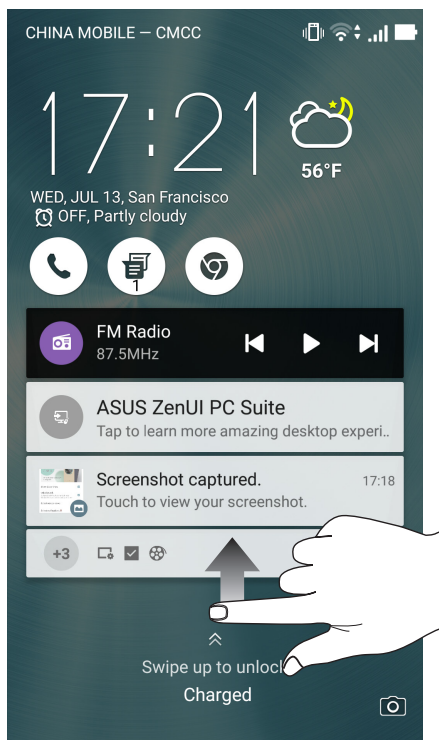 CHINA MOBILE – CMCC
17:21
56°F
WED, JUL 13, San Francisco
OFF, Partly cloudy
1
FM Radio
87.5MHz
ASUS ZenUI PC Suite
Tap to learn more amazing desktop experi..
Screenshot captured. 17:18
Touch to view your screenshot.
+3
Swipe up to unloc
Charged